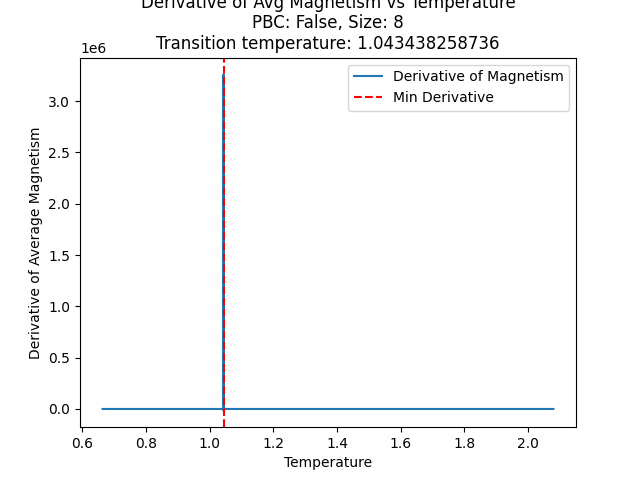 Derivative of Avg Magnetism vs Temperature
PBC: False, Size: 8
Transition temperature: 1.043438258736
1e6
Derivative of Magnetism
Min Derivative
3.0
2.5
2.0
1.5
1.0
0.5
0.0
Derivative of Average Magnetism
0.6 0.8 1.0 1.2 1.4 1.6 1.8 2.0
Temperature